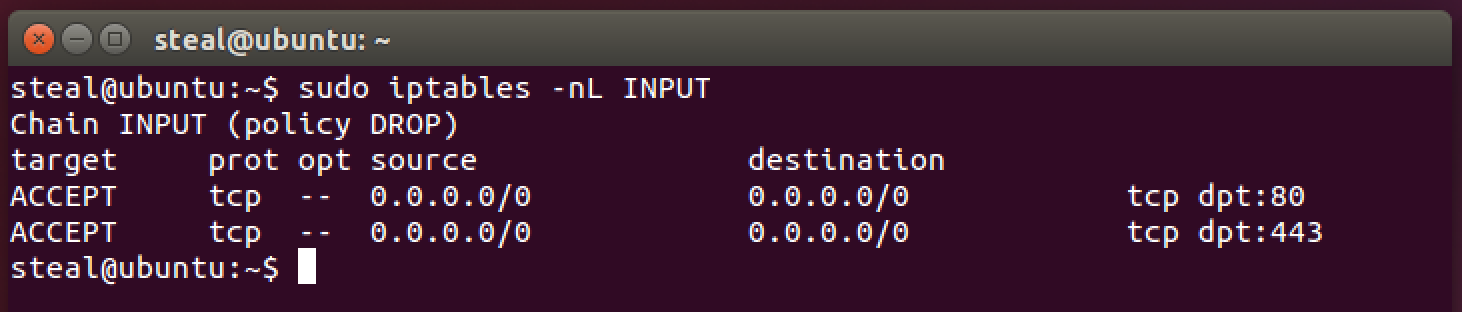 steal@ubuntu: ~
steal@ubuntu:~$ sudo iptables -nL INPUT
Chain INPUT (policy DROP)
target     prot opt source               destination
ACCEPT     tcp  --  0.0.0.0/0            0.0.0.0/0            tcp dpt:80
ACCEPT     tcp  --  0.0.0.0/0            0.0.0.0/0            tcp dpt:443
steal@ubuntu:~$